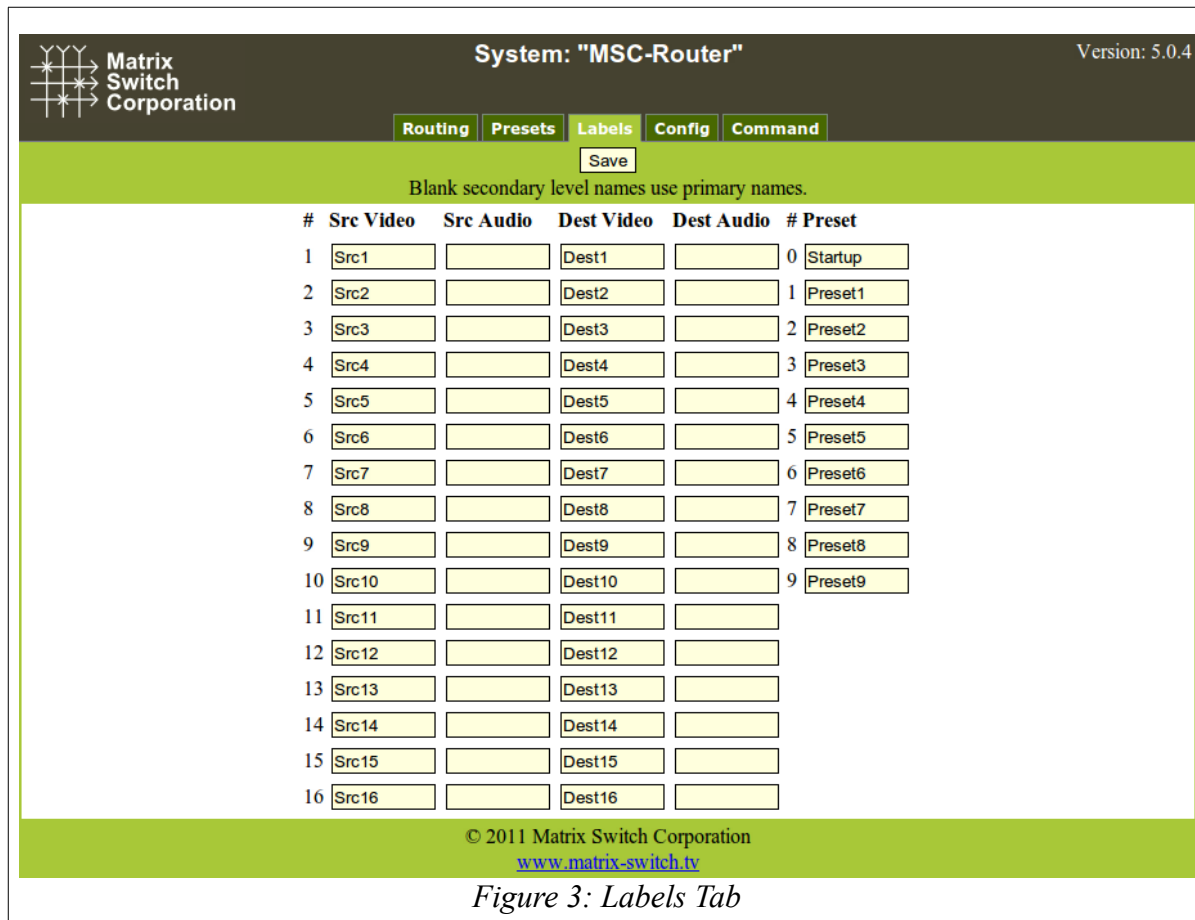 Matrix
Switch
Corporation
System: "MSC-Router"
Version: 5.0.4
Routing Presets Labels Config Command
Save
Blank secondary level names use primary names.
# Src Video Src Audio Dest Video Dest Audio # Preset
1 Src1 Dest1 0 Startup
2 Src2 Dest2 1 Preset1
3 Src3 Dest3 2 Preset2
4 Src4 Dest4 3 Preset3
5 Src5 Dest5 4 Preset4
6 Src6 Dest6 5 Preset5
7 Src7 Dest7 6 Preset6
8 Src8 Dest8 7 Preset7
9 Src9 Dest9 8 Preset8
10 Src10 Dest10 9 Preset9
11 Src11 Dest11
12 Src12 Dest12
13 Src13 Dest13
14 Src14 Dest14
15 Src15 Dest15
16 Src16 Dest16
© 2011 Matrix Switch Corporation
www.matrix-switch.tv
Figure 3: Labels Tab